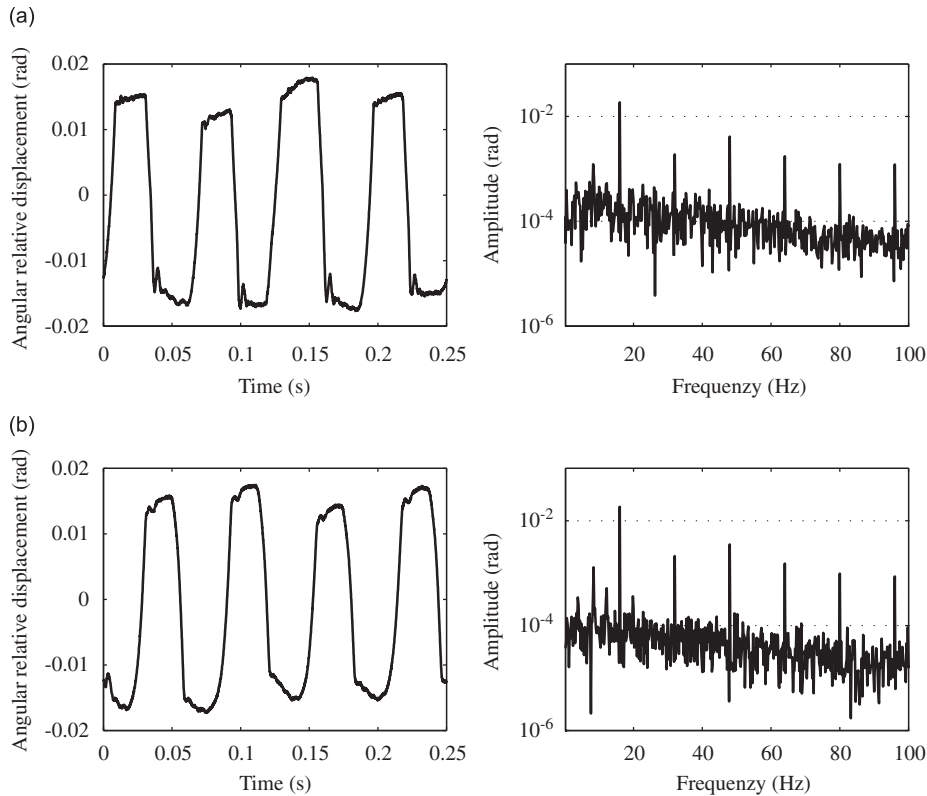 (a)
Angular relative displacement (rad)
0.02
0.01
0
-0.01
-0.02
0 0.05 0.1 0.15 0.2 0.25
Time (s)
Amplitude (rad)
10-2
10-4
10-6
20 40 60 80 100
Frequenzy (Hz)
(b)
Angular relative displacement (rad)
0.02
0.01
0
-0.01
-0.02
0 0.05 0.1 0.15 0.2 0.25
Time (s)
Amplitude (rad)
10-2
10-4
10-6
20 40 60 80 100
Frequenzy (Hz)